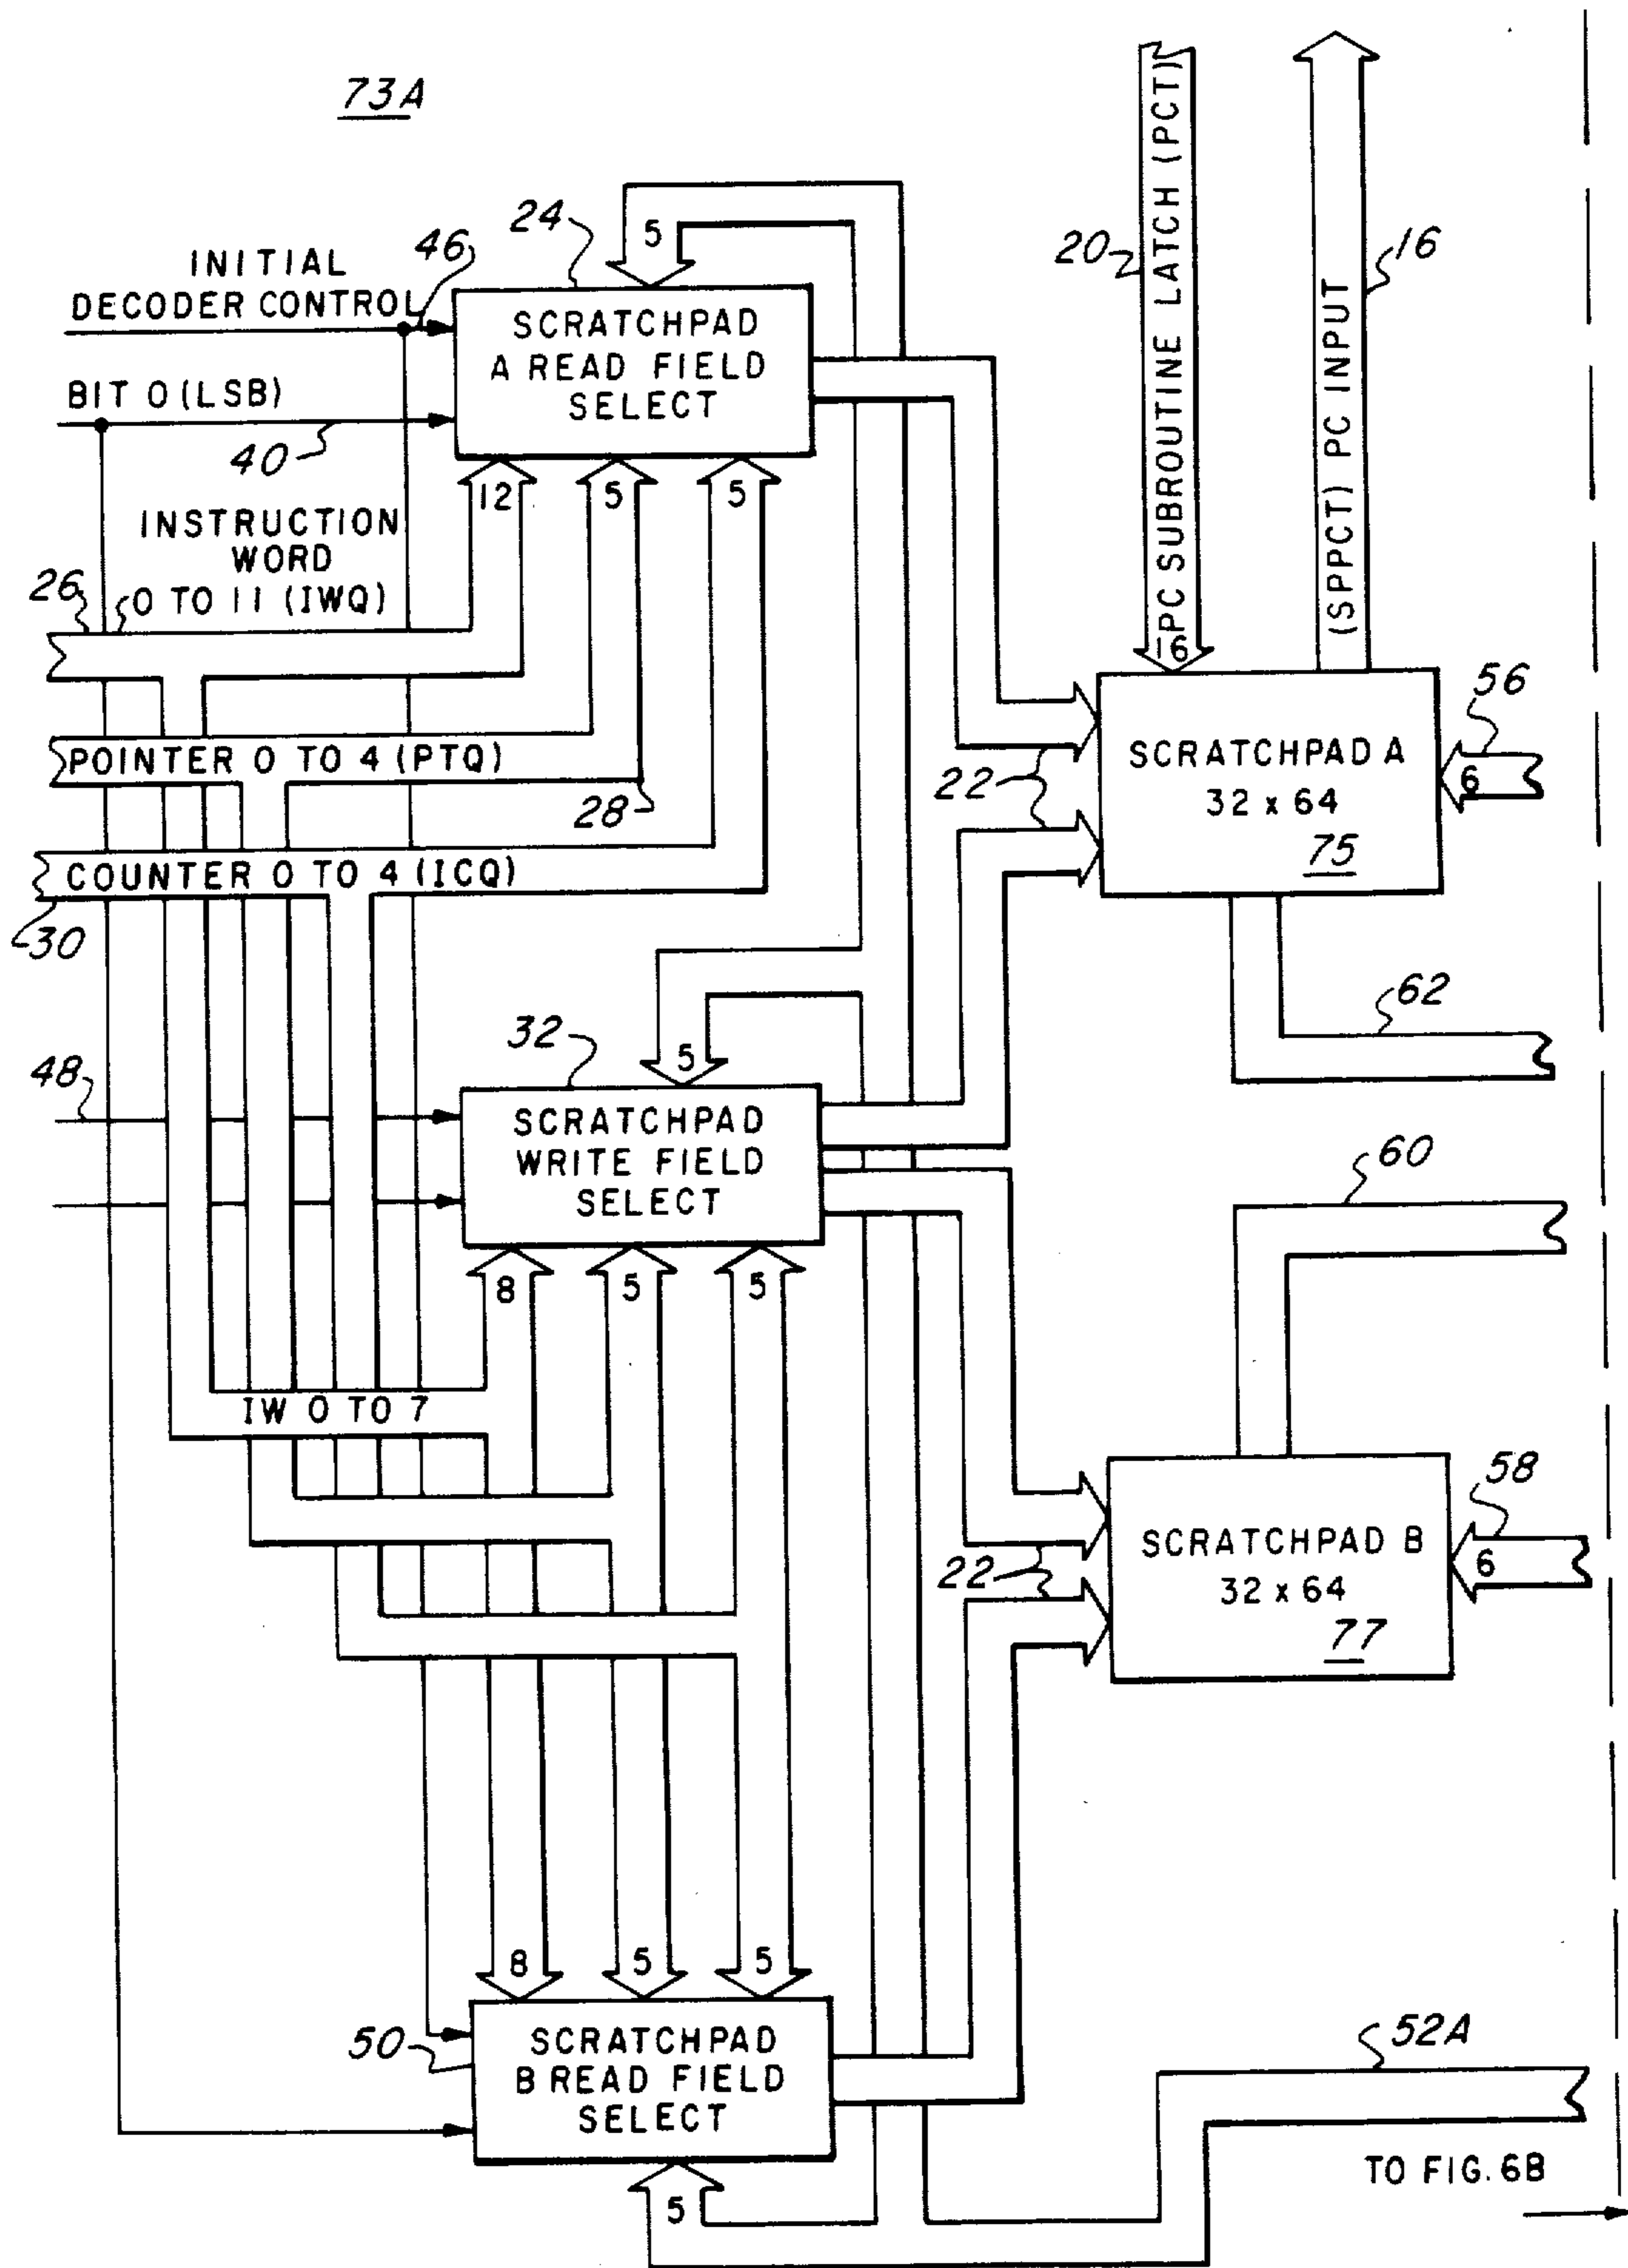 73A
24
46
INITIAL
DECODER CONTROL
5
SCRATCHPAD
A READ FIELD
SELECT
BIT 0 (LSB)
40
12
5
5
INSTRUCTION
WORD
0 TO 11 (IWQ)
26
20
PC SUBROUTINE LATCH (PCT)
16
(SPPCT) PC INPUT
16
POINTER 0 TO 4 (PTQ)
28
COUNTER 0 TO 4 (ICQ)
30
22
SCRATCHPAD A
32 x 64
75
56
6
62
5
32
48
SCRATCHPAD
WRITE FIELD
SELECT
8
5
5
IW 0 TO 7
60
22
SCRATCHPAD B
32 x 64
77
58
6
8
5
5
50
SCRATCHPAD
B READ FIELD
SELECT
5
52A
TO FIG. 6B